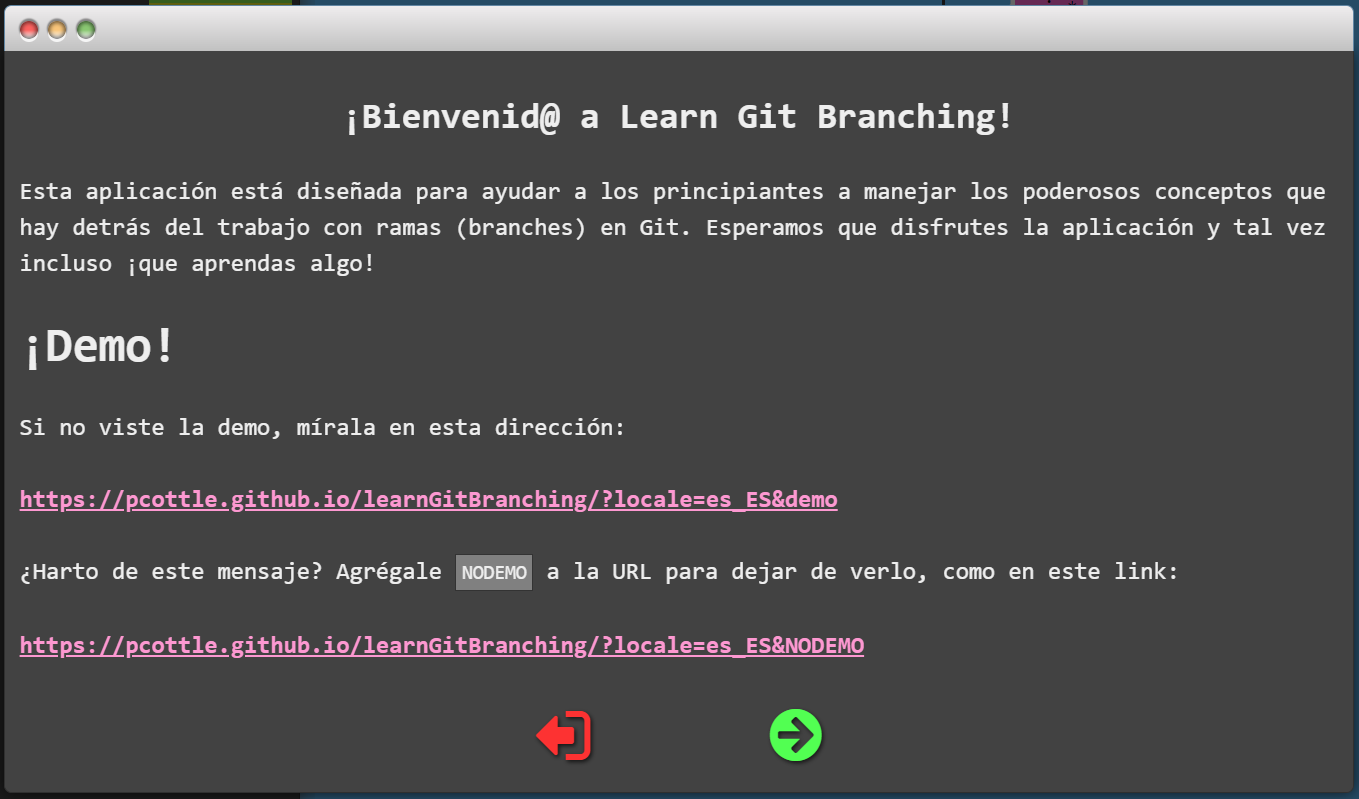 ¡Bienvenid@ a Learn Git Branching!
Esta aplicación está diseñada para ayudar a los principiantes a manejar los poderosos conceptos que
hay detrás del trabajo con ramas (branches) en Git. Esperamos que disfrutes la aplicación y tal vez
incluso ¡que aprendas algo!
¡Demo!
Si no viste la demo, mírala en esta dirección:
https://pcottle.github.io/learnGitBranching/?locale=es_ES&demo
¿Harto de este mensaje? Agrégale NODEMO a la URL para dejar de verlo, como en este link:
https://pcottle.github.io/learnGitBranching/?locale=es_ES&NODEMO